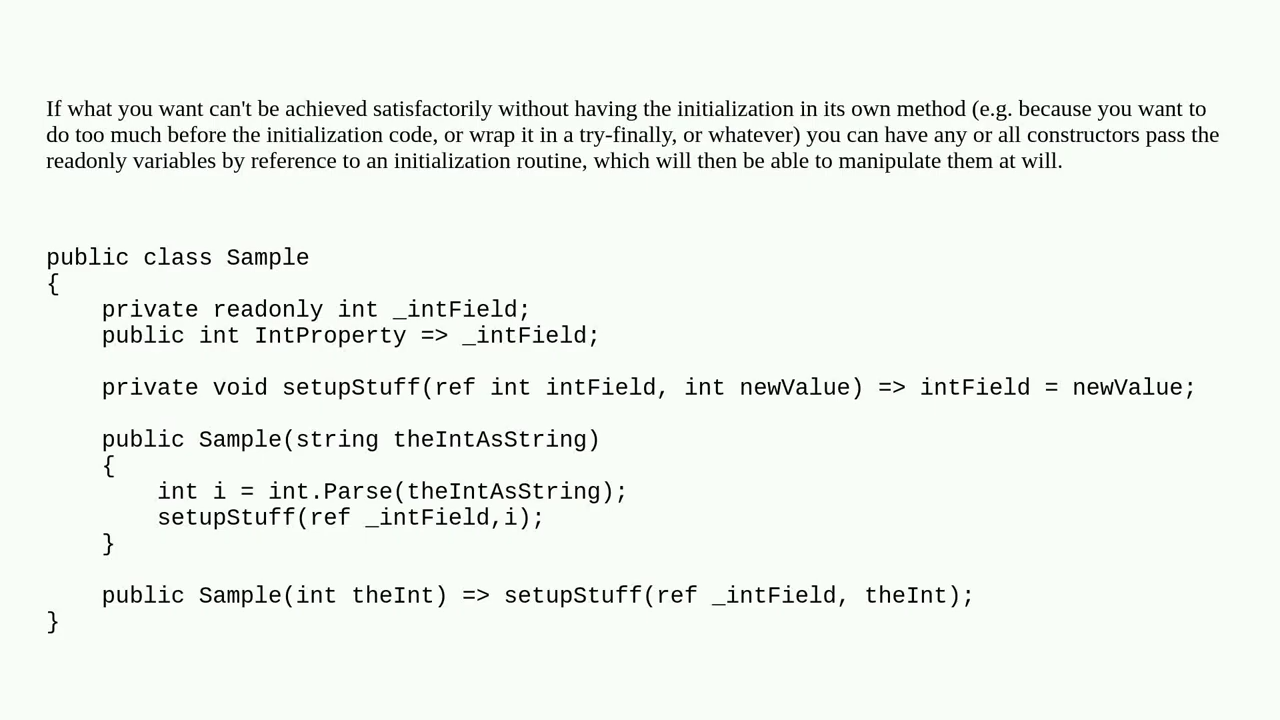 If what you want can't be achieved satisfactorily without having the initialization in its own method (e.g. because you want to
do too much before the initialization code, or wrap it in a try-finally, or whatever) you can have any or all constructors pass the
readonly variables by reference to an initialization routine, which will then be able to manipulate them at will.
public class Sample
{
    private readonly int _intField;
    public int IntProperty => _intField;
    private void setupStuff(ref int intField, int newValue) => intField = newValue;
    public Sample(string theIntAsString)
    {
        int i = int.Parse(theIntAsString);
        setupStuff(ref _intField,i);
    }
    public Sample(int theInt) => setupStuff(ref _intField, theInt);
}